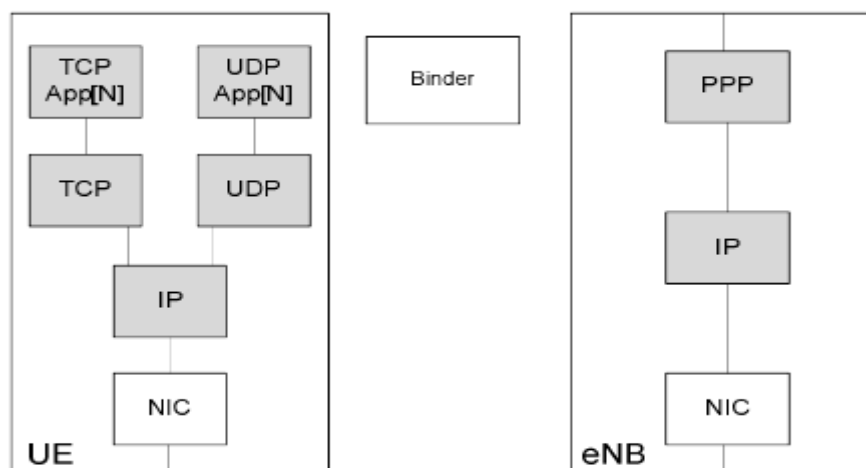 TCP
App[N]
UDP
App[N]
Binder
PPP
TCP
UDP
IP
IP
NIC
NIC
UE
eNB